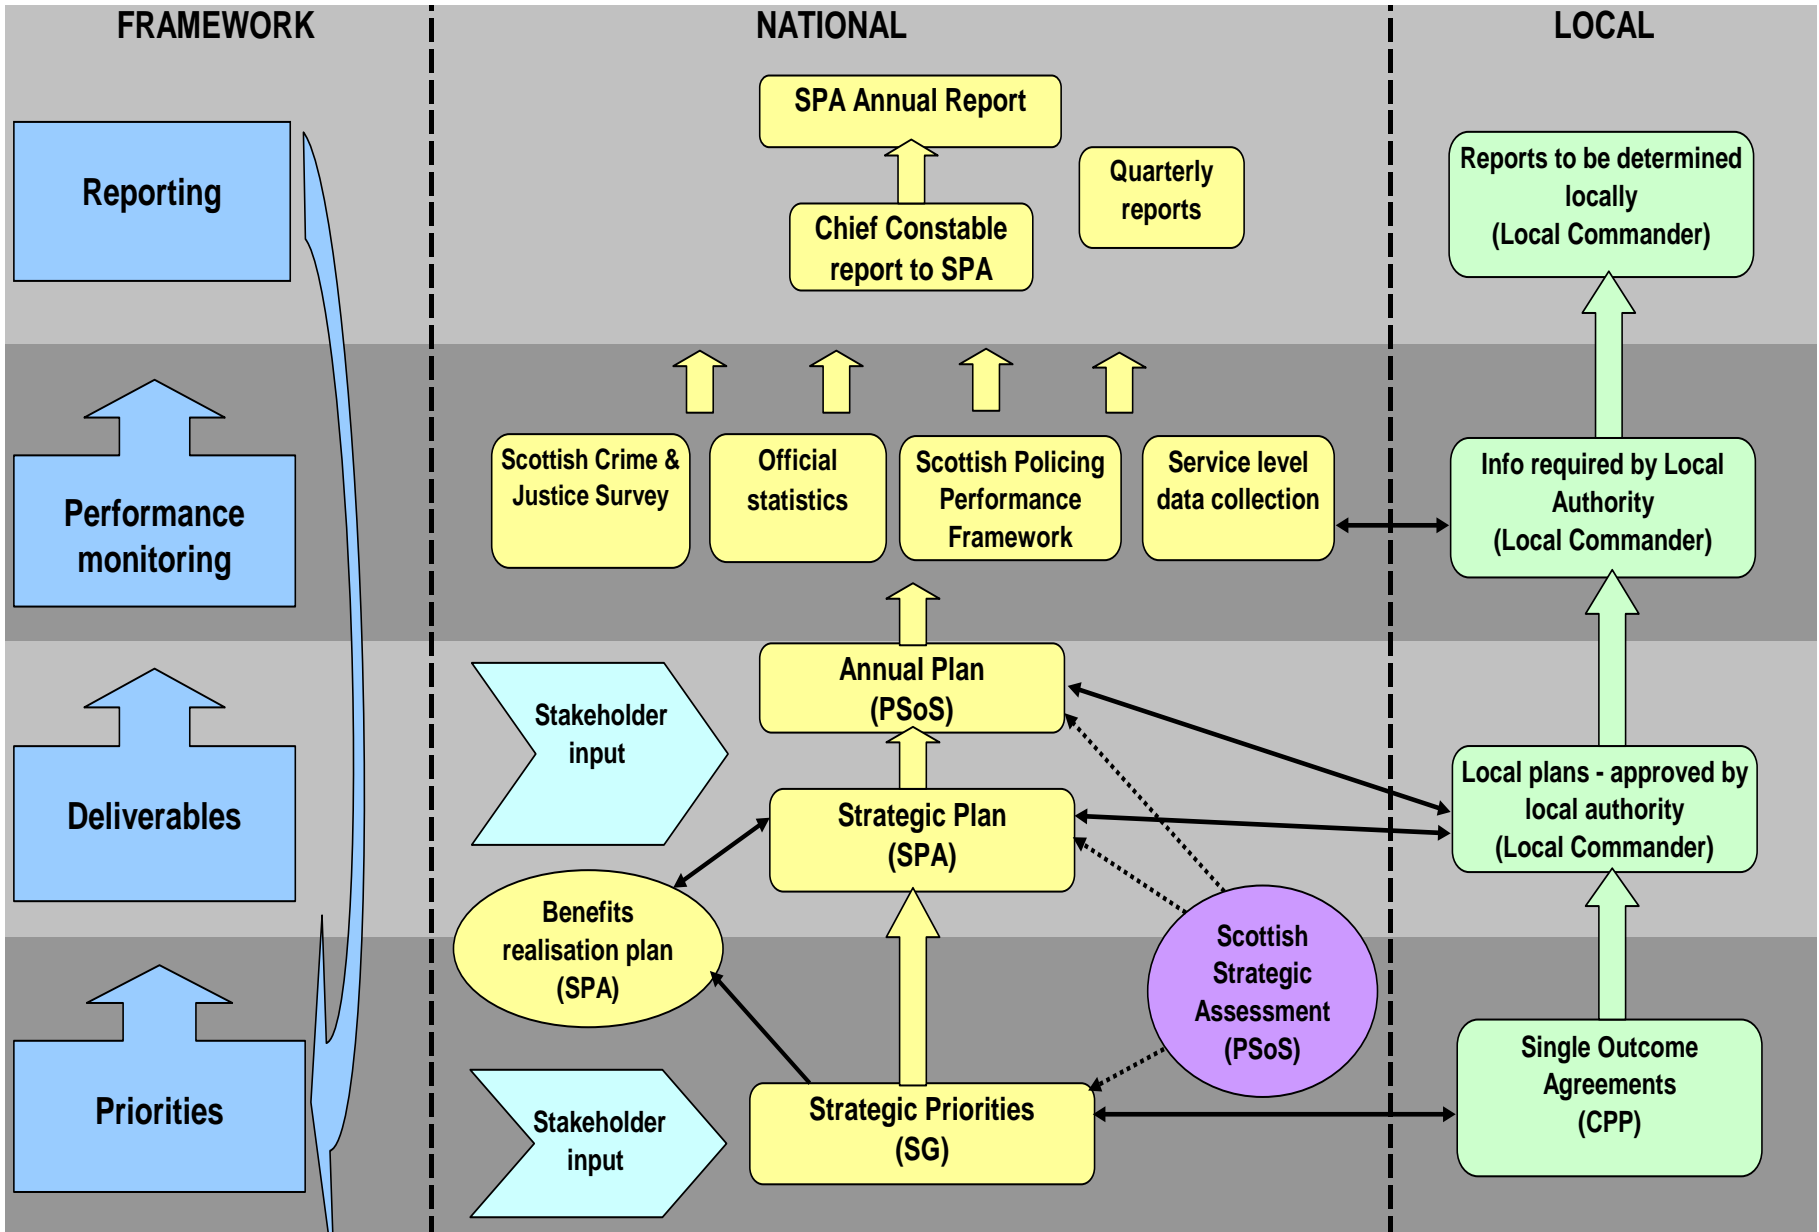 FRAMEWORK
NATIONAL
LOCAL
Reporting
SPA Annual Report
Chief Constable
report to SPA
Quarterly
reports
Reports to be determined
locally
(Local Commander)
Performance
monitoring
Scottish Crime &
Justice Survey
Official
statistics
Scottish Policing
Performance
Framework
Service level
data collection
Info required by Local
Authority
(Local Commander)
Deliverables
Stakeholder
input
Annual Plan
(PSoS)
Strategic Plan
(SPA)
Local plans - approved by
local authority
(Local Commander)
Benefits
realisation plan
(SPA)
Scottish
Strategic
Assessment
(PSoS)
Priorities
Stakeholder
input
Strategic Priorities
(SG)
Single Outcome
Agreements
(CPP)